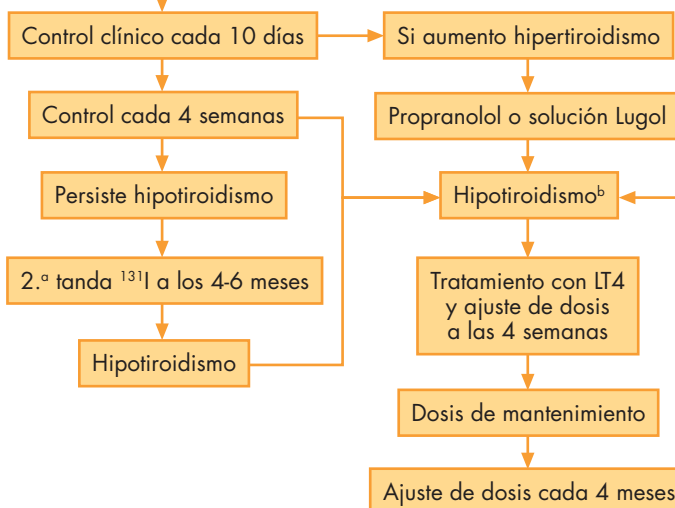 Control clínico cada 10 días
Si aumento hipertiroidismo
Control cada 4 semanas
Propranolol o solución Lugol
Persiste hipotiroidismo
Hipotiroidismoᵇ
2.ª tanda ¹³¹I a los 4-6 meses
Tratamiento con LT4
y ajuste de dosis
a las 4 semanas
Hipotiroidismo
Dosis de mantenimiento
Ajuste de dosis cada 4 meses